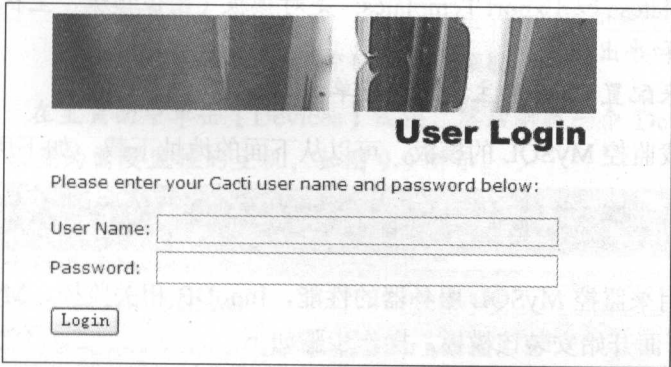 User Login
Please enter your Cacti user name and password below:
User Name:
Password:
Login